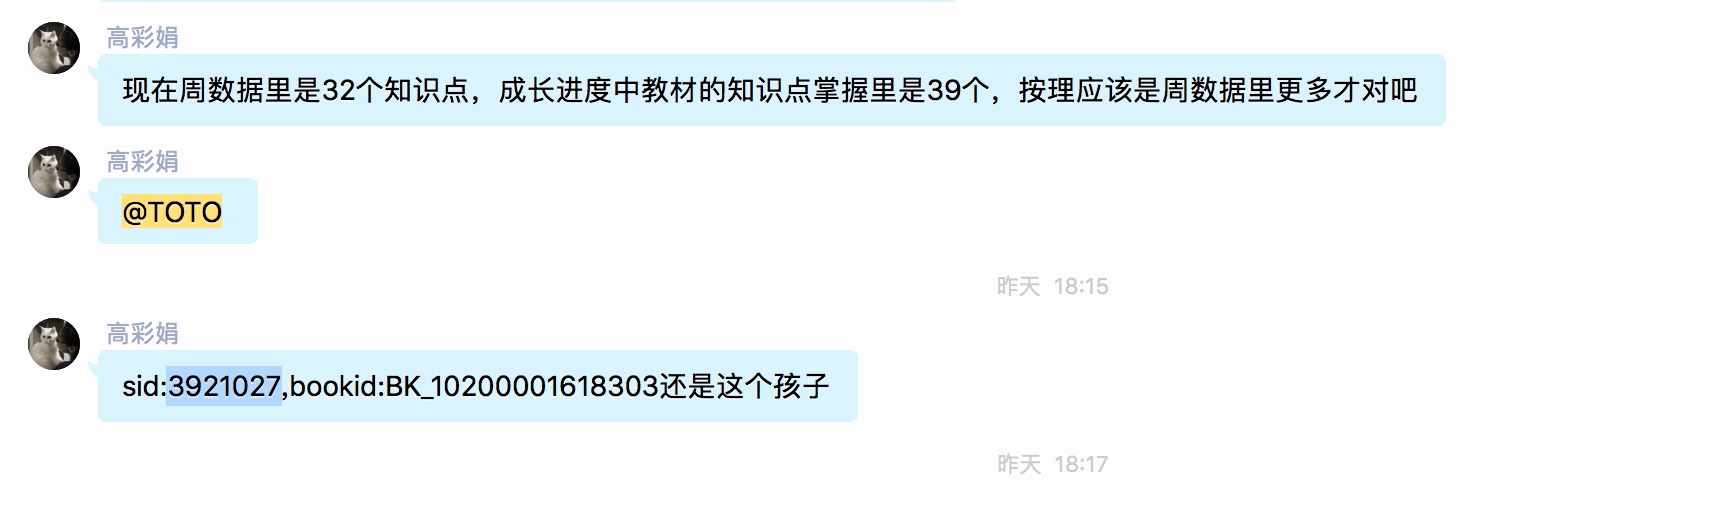 高彩娟
现在周数据里是32个知识点，成长进度中教材的知识点掌握里是39个，按理应该是周数据里更多才对吧
高彩娟
@TOTO
昨天 18:15
高彩娟
sid:3921027,bookid:BK_10200001618303还是这个孩子
昨天 18:17